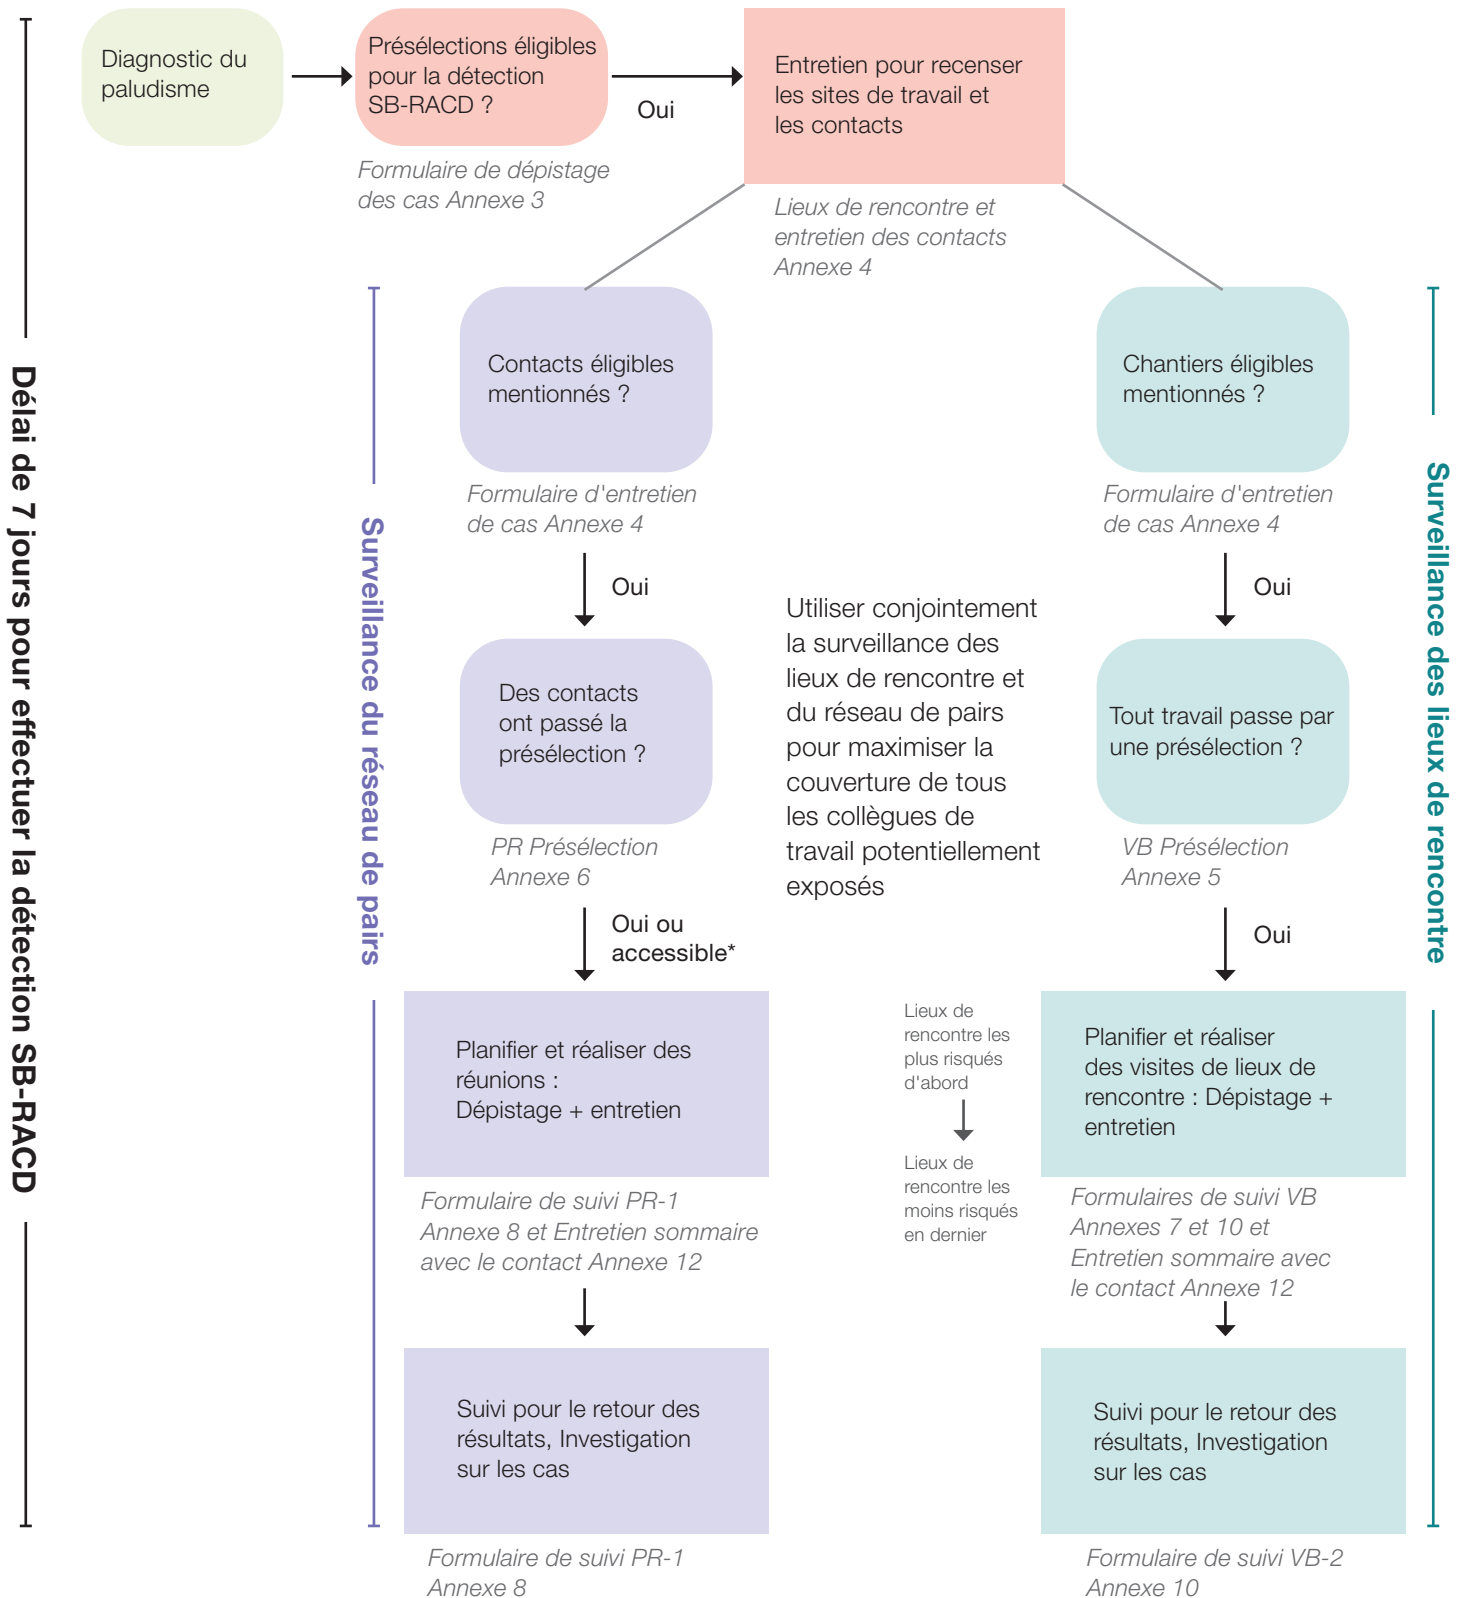 Diagnostic du
paludisme
Présélections éligibles
pour la détection
SB-RACD ?
Oui
Entretien pour recenser
les sites de travail et
les contacts
Formulaire de dépistage
des cas Annexe 3
Lieux de rencontre et
entretien des contacts
Annexe 4
Délai de 7 jours pour effectuer la détection SB-RACD
Surveillance du réseau de pairs
Contacts éligibles
mentionnés ?
Formulaire d'entretien
de cas Annexe 4
Oui
Des contacts
ont passé la
présélection ?
PR Présélection
Annexe 6
Oui ou
accessible*
Planifier et réaliser des
réunions :
Dépistage + entretien
Formulaire de suivi PR-1
Annexe 8 et Entretien sommaire
avec le contact Annexe 12
Suivi pour le retour des
résultats, Investigation
sur les cas
Formulaire de suivi PR-1
Annexe 8
Utiliser conjointement
la surveillance des
lieux de rencontre et
du réseau de pairs
pour maximiser la
couverture de tous
les collègues de
travail potentiellement
exposés
Lieux de
rencontre les
plus risqués
d'abord
Lieux de
rencontre les
moins risqués
en dernier
Chantiers éligibles
mentionnés ?
Formulaire d'entretien
de cas Annexe 4
Oui
Tout travail passe par
une présélection ?
VB Présélection
Annexe 5
Oui
Planifier et réaliser
des visites de lieux de
rencontre : Dépistage +
entretien
Formulaires de suivi VB
Annexes 7 et 10 et
Entretien sommaire avec
le contact Annexe 12
Suivi pour le retour des
résultats, Investigation
sur les cas
Formulaire de suivi VB-2
Annexe 10
Surveillance des lieux de rencontre